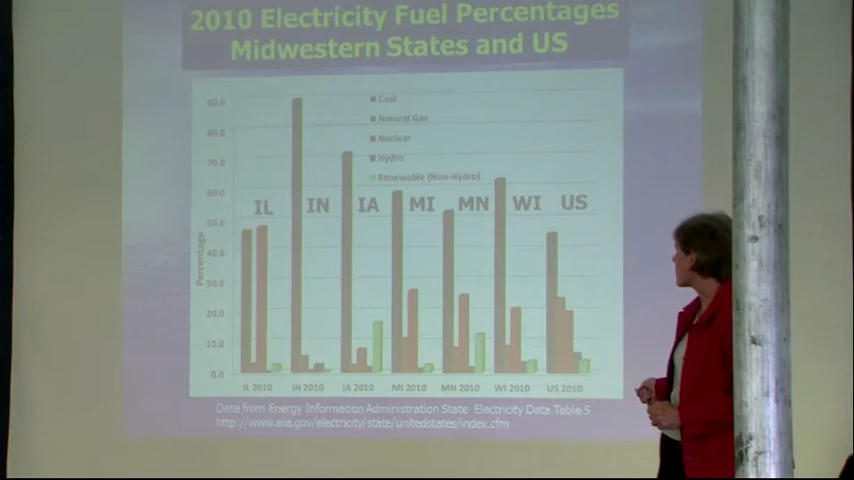 2010 Electricity Fuel Percentages
Midwestern States and US
90.0
80.0
70.0
60.0
50.0
40.0
30.0
20.0
10.0
0.0
Percentage
Coal
Natural Gas
Nuclear
Hydro
Renewable (Non-Hydro)
IL IN IA MI MN WI US
IL 2010 IN 2010 IA 2010 MI 2010 MN 2010 WI 2010 US 2010
Data from Energy Information Administration State Electricity Data Table 5
http://www.eia.gov/electricity/state/unitedstates/index.cfm